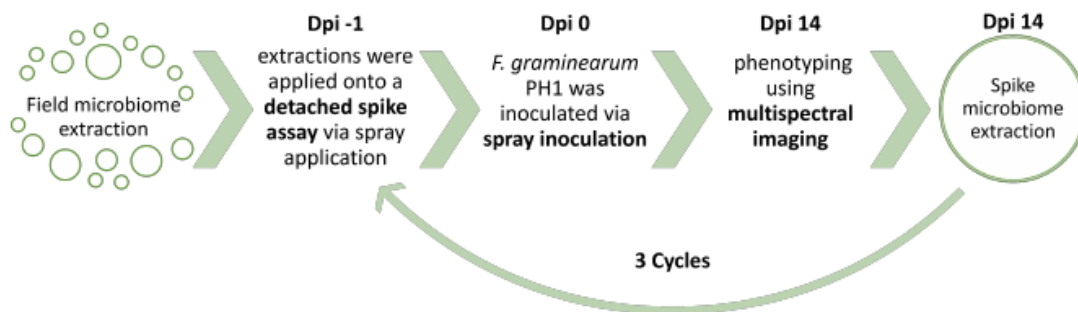 Field microbiome
extraction
Dpi -1
extractions were
applied onto a
detached spike
assay via spray
application
Dpi 0
F. graminearum
PH1 was
inoculated via
spray inoculation
Dpi 14
phenotyping
using
multispectral
imaging
Dpi 14
Spike
microbiome
extraction
3 Cycles